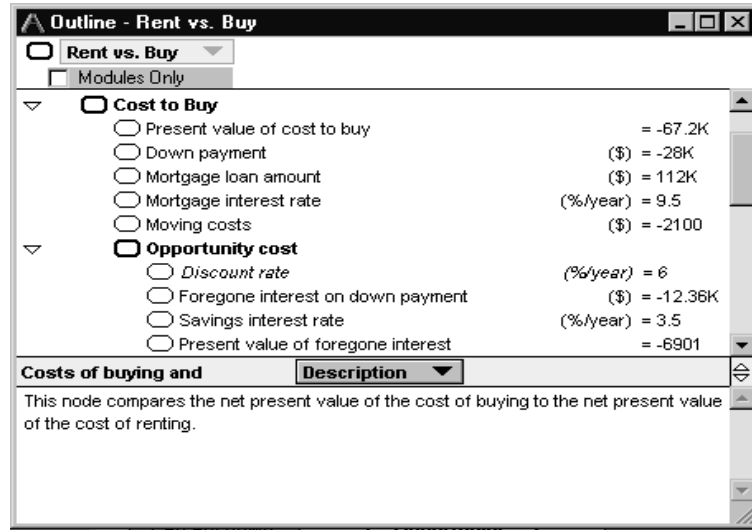 Outline - Rent vs. Buy
Rent vs. Buy
Modules Only
Cost to Buy
Present value of cost to buy = -67.2K
Down payment ($) = -28K
Mortgage loan amount ($) = 112K
Mortgage interest rate (%/year) = 9.5
Moving costs ($) = -2100
Opportunity cost
Discount rate (%/year) = 6
Foregone interest on down payment ($) = -12.36K
Savings interest rate (%/year) = 3.5
Present value of foregone interest = -6901
Costs of buying and Description
This node compares the net present value of the cost of buying to the net present value
of the cost of renting.